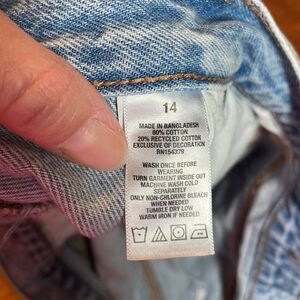 14
MADE IN BANGLADESH
80% COTTON
20% RECYCLED COTTON
EXCLUSIVE OF DECORATION
RN154379
WASH ONCE BEFORE
WEARING
TURN GARMENT INSIDE OUT
MACHINE WASH COLD
SEPARATELY
ONLY NON-CHLORINE BLEACH
WHEN NEEDED
TUMBLE DRY LOW
WARM IRON IF NEEDED